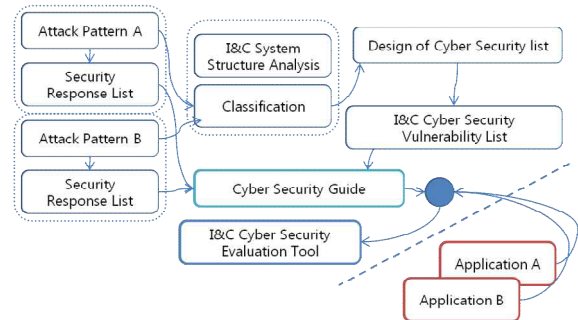 Attack Pattern A
Security
Response List
Attack Pattern B
Security
Response List
I&C System
Structure Analysis
Classification
Design of Cyber Security list
I&C Cyber Security
Vulnerability List
Cyber Security Guide
I&C Cyber Security
Evaluation Tool
Application A
Application B